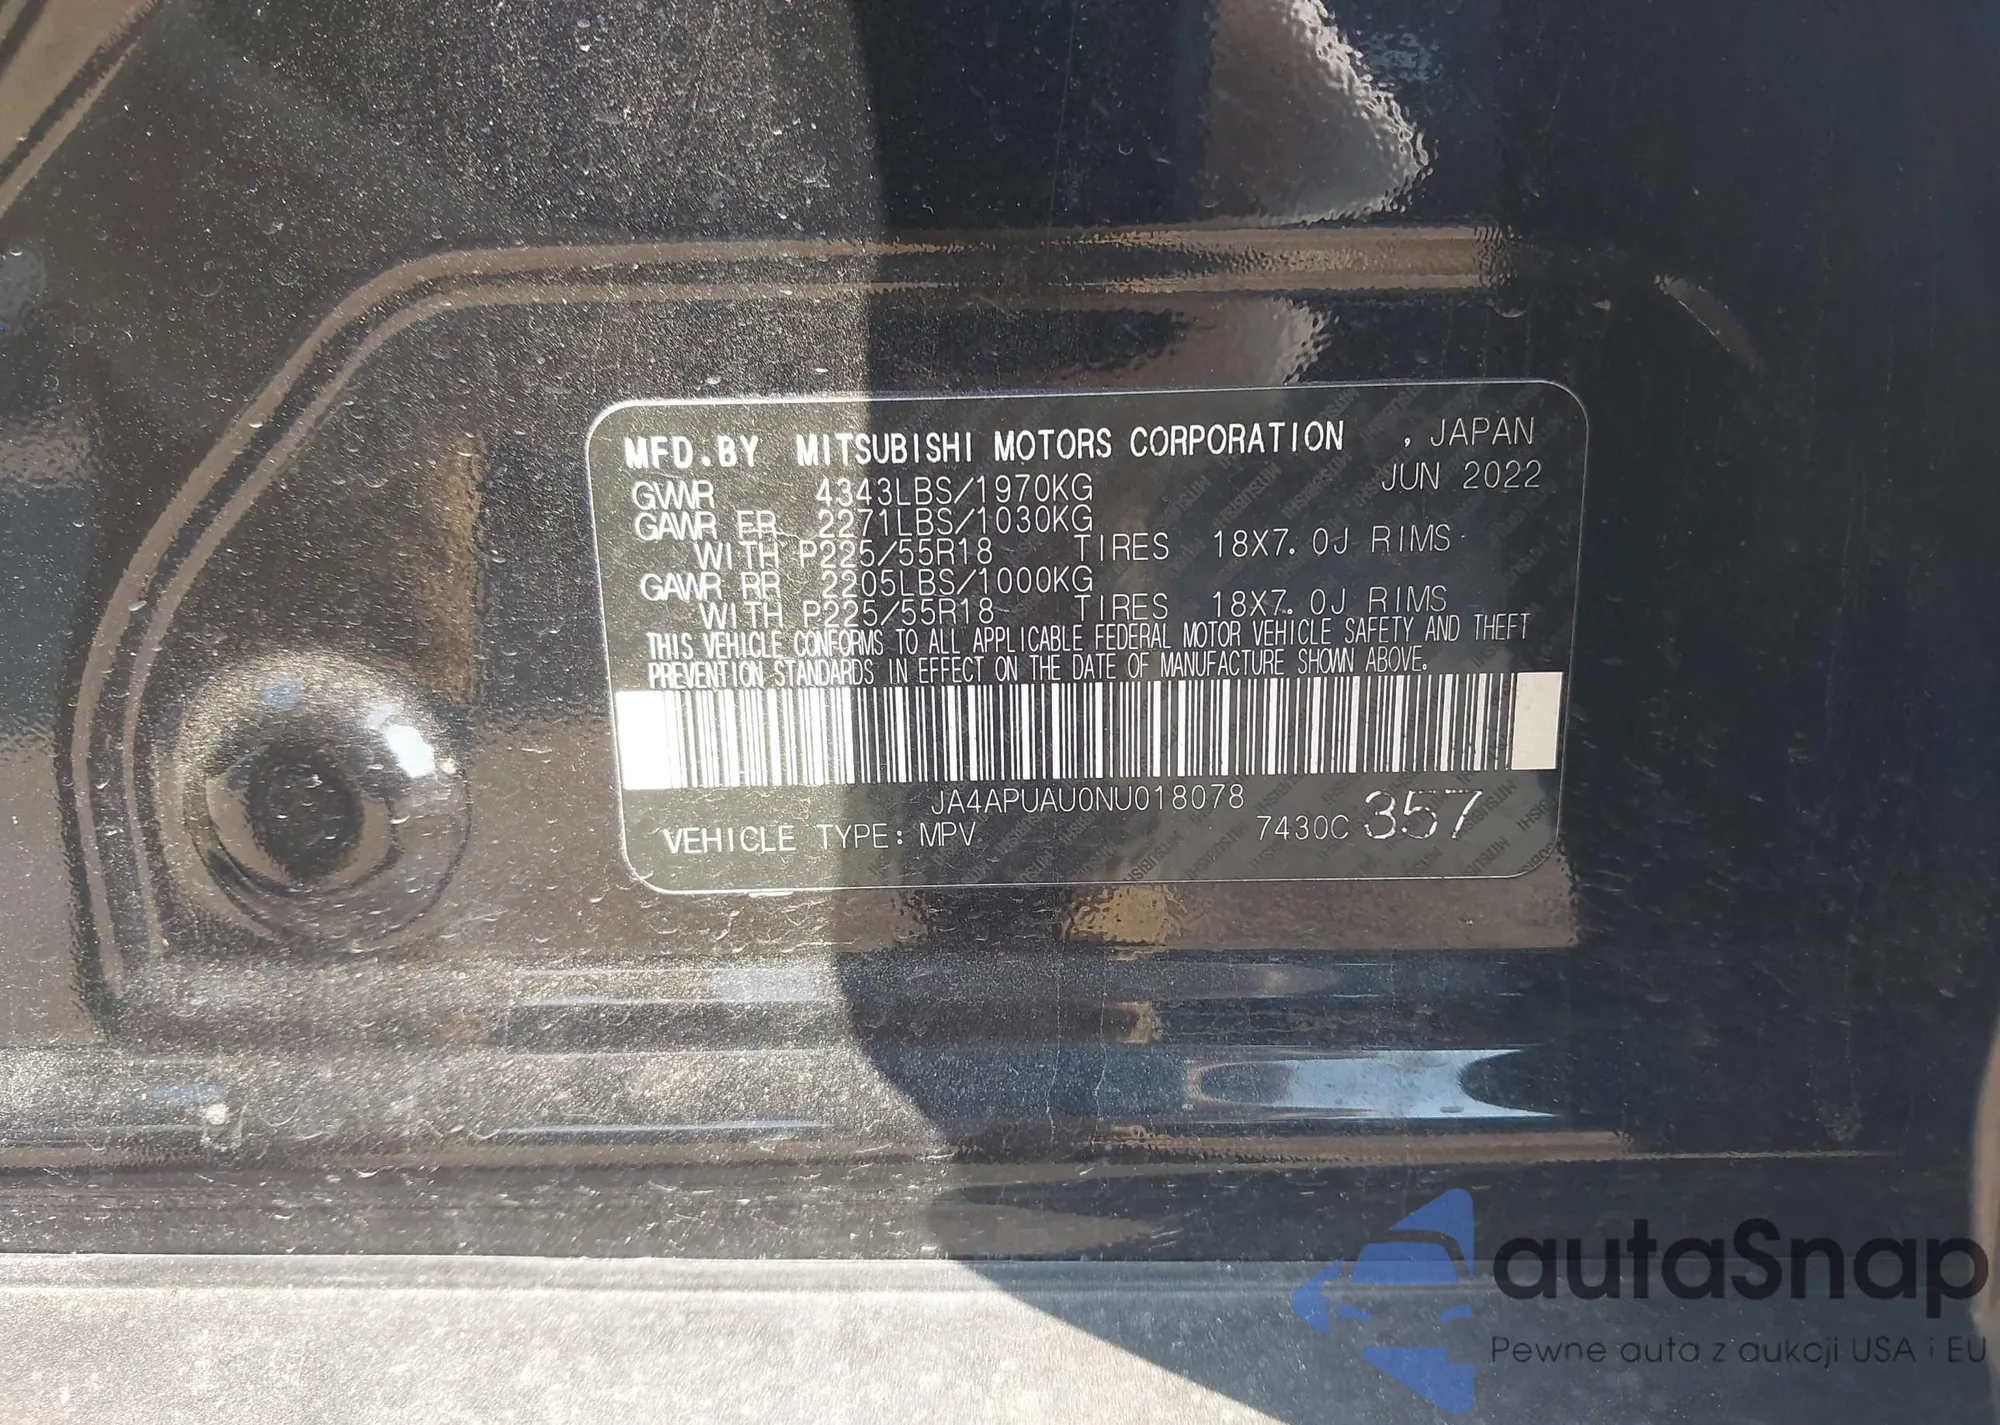 MFD.BY MITSUBISHI MOTORS CORPORATION , JAPAN
GVWR 4343LBS/1970KG JUN 2022
GAWR FR 2271LBS/1030KG
WITH P225/55R18 TIRES 18X7.0J RIMS
GAWR RR 2205LBS/1000KG
WITH P225/55R18 TIRES 18X7.0J RIMS
THIS VEHICLE CONFORMS TO ALL APPLICABLE FEDERAL MOTOR VEHICLE SAFETY AND THEFT
PREVENTION STANDARDS IN EFFECT ON THE DATE OF MANUFACTURE SHOWN ABOVE.
JA4APUAU0NU018078
VEHICLE TYPE: MPV 7430C 357
autaSnap
Pewne auta z aukcji USA i EU